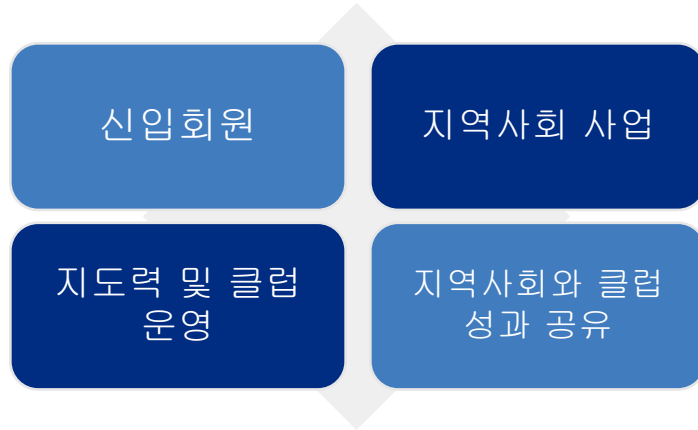 신입회원
지역사회 사업
지도력 및 클럽
운영
지역사회와 클럽
성과 공유